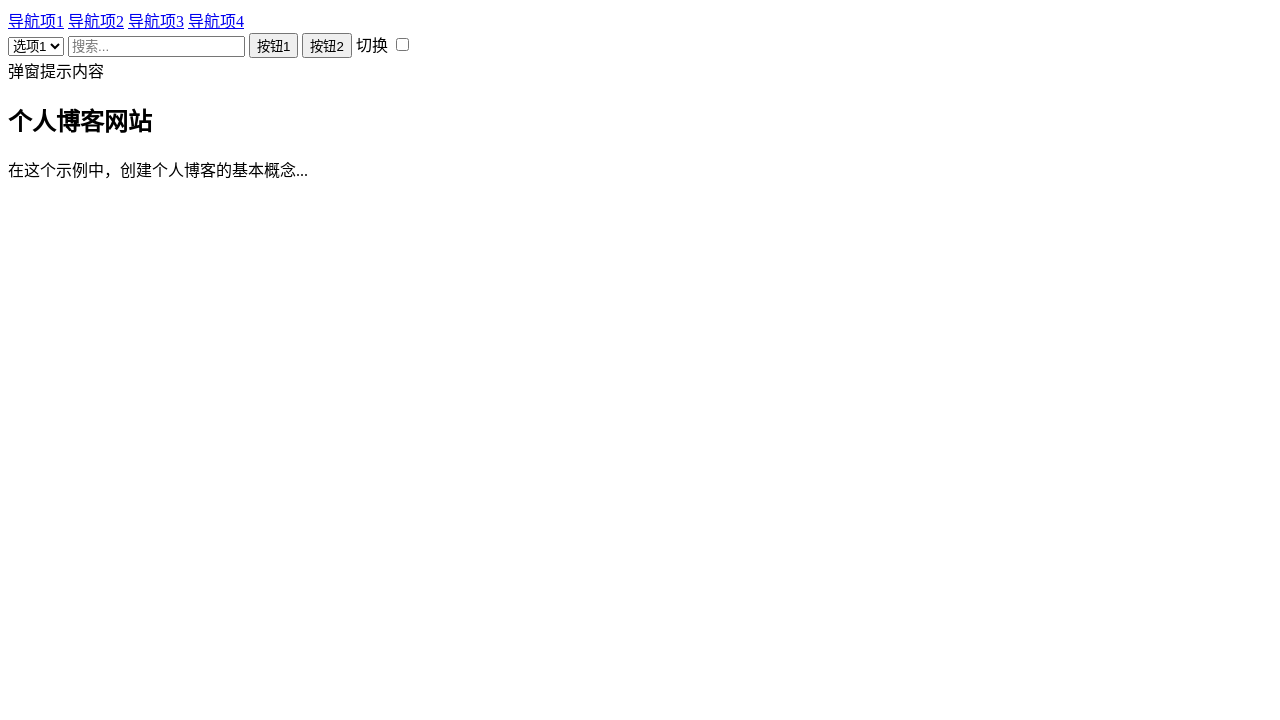 导航项1 导航项2 导航项3 导航项4
选项1 搜索... 按钮1 按钮2 切换
弹窗提示内容
个人博客网站
在这个示例中，创建个人博客的基本概念...